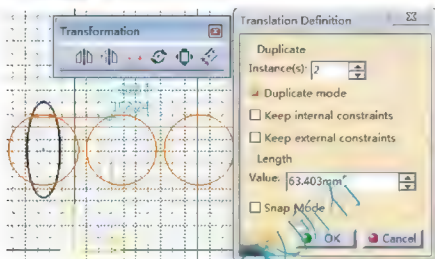 Transformation
Translation Definition
Duplicate
Instance(s): 2
Duplicate mode
Keep internal constraints
Keep external constraints
Length
Value: 63.403mm
Snap Mode
OK
Cancel